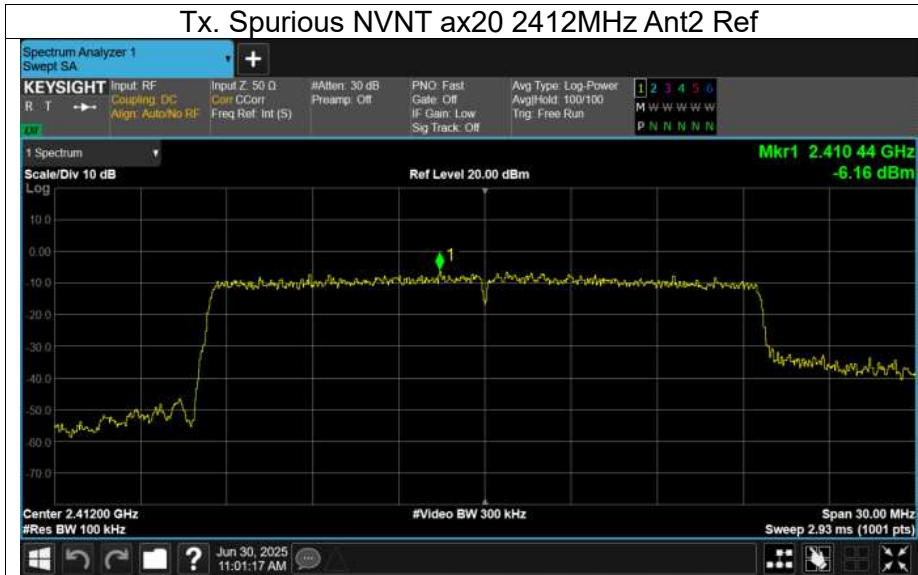 Tx. Spurious NVNT ax20 2412MHz Ant2 Ref
Spectrum Analyzer 1
Swept SA
+
KEYSIGHT
R T
Input: RF
Coupling: DC
Align: Auto/No RF
Input Z: 50 Ω
Corr CCorr
Freq Ref: Int (S)
#Atten: 30 dB
Preamp: Off
PNO: Fast
Gate: Off
IF Gain: Low
Sig Track: Off
Avg Type: Log-Power
Avg|Hold: 100/100
Trig: Free Run
1 2 3 4 5 6
M W W W W W
P N N N N N
1 Spectrum
Scale/Div 10 dB
Ref Level 20.00 dBm
Mkr1 2.410 44 GHz
-6.16 dBm
Log
10.0
0.00
1
-10.0
-20.0
-30.0
-40.0
-50.0
-60.0
-70.0
Center 2.41200 GHz
#Video BW 300 kHz
Span 30.00 MHz
#Res BW 100 kHz
Sweep 2.93 ms (1001 pts)
?
Jun 30, 2025
11:01:17 AM